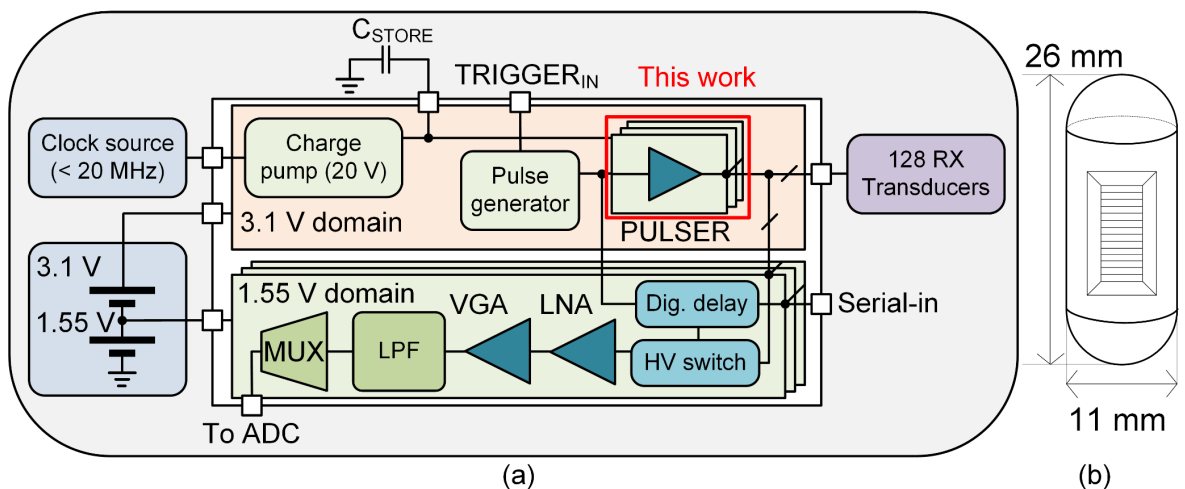 C_STORE
TRIGGER_IN
This work
26 mm
Clock source
(< 20 MHz)
Charge
pump (20 V)
Pulse
generator
128 RX
Transducers
3.1 V domain
PULSER
3.1 V
1.55 V
1.55 V domain
VGA
LNA
Dig. delay
Serial-in
MUX
LPF
HV switch
To ADC
11 mm
(a)
(b)